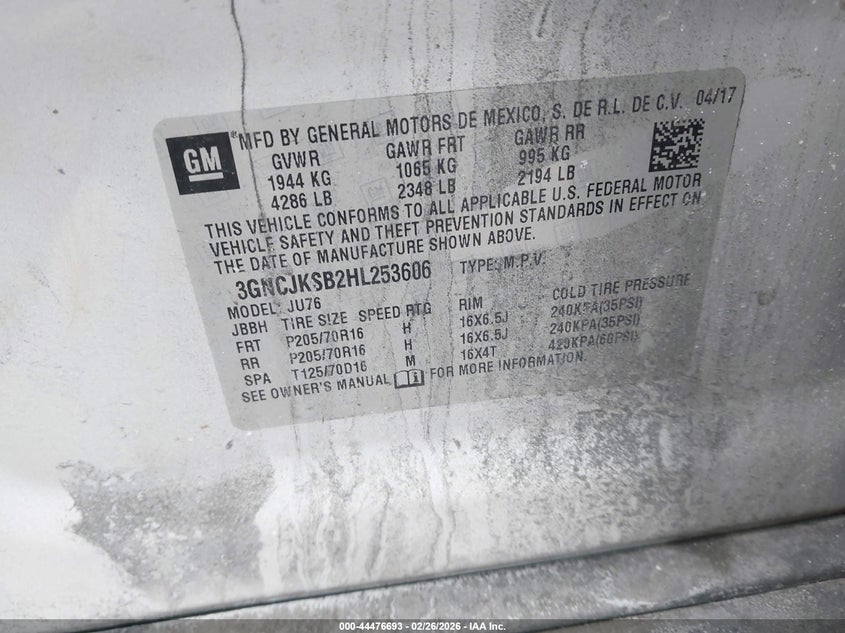 GM
*MFD BY GENERAL MOTORS DE MEXICO, S. DE R.L. DE C.V. 04/17
GVWR GAWR FRT GAWR RR
1944 KG 1065 KG 995 KG
4286 LB 2348 LB 2194 LB
THIS VEHICLE CONFORMS TO ALL APPLICABLE U.S. FEDERAL MOTOR
VEHICLE SAFETY AND THEFT PREVENTION STANDARDS IN EFFECT ON
THE DATE OF MANUFACTURE SHOWN ABOVE.
3GNCJKSB2HL253606 TYPE: M.P.V.
MODEL: JU76
JBBH TIRE SIZE SPEED RTG RIM COLD TIRE PRESSURE
FRT P205/70R16 H 16X6.5J 240KPA(35PSI)
RR P205/70R16 H 16X6.5J 240KPA(35PSI)
SPA T125/70D16 M 16X4T 420KPA(60PSI)
SEE OWNER'S MANUAL FOR MORE INFORMATION.
000-44476693 - 02/26/2026 - IAA Inc.